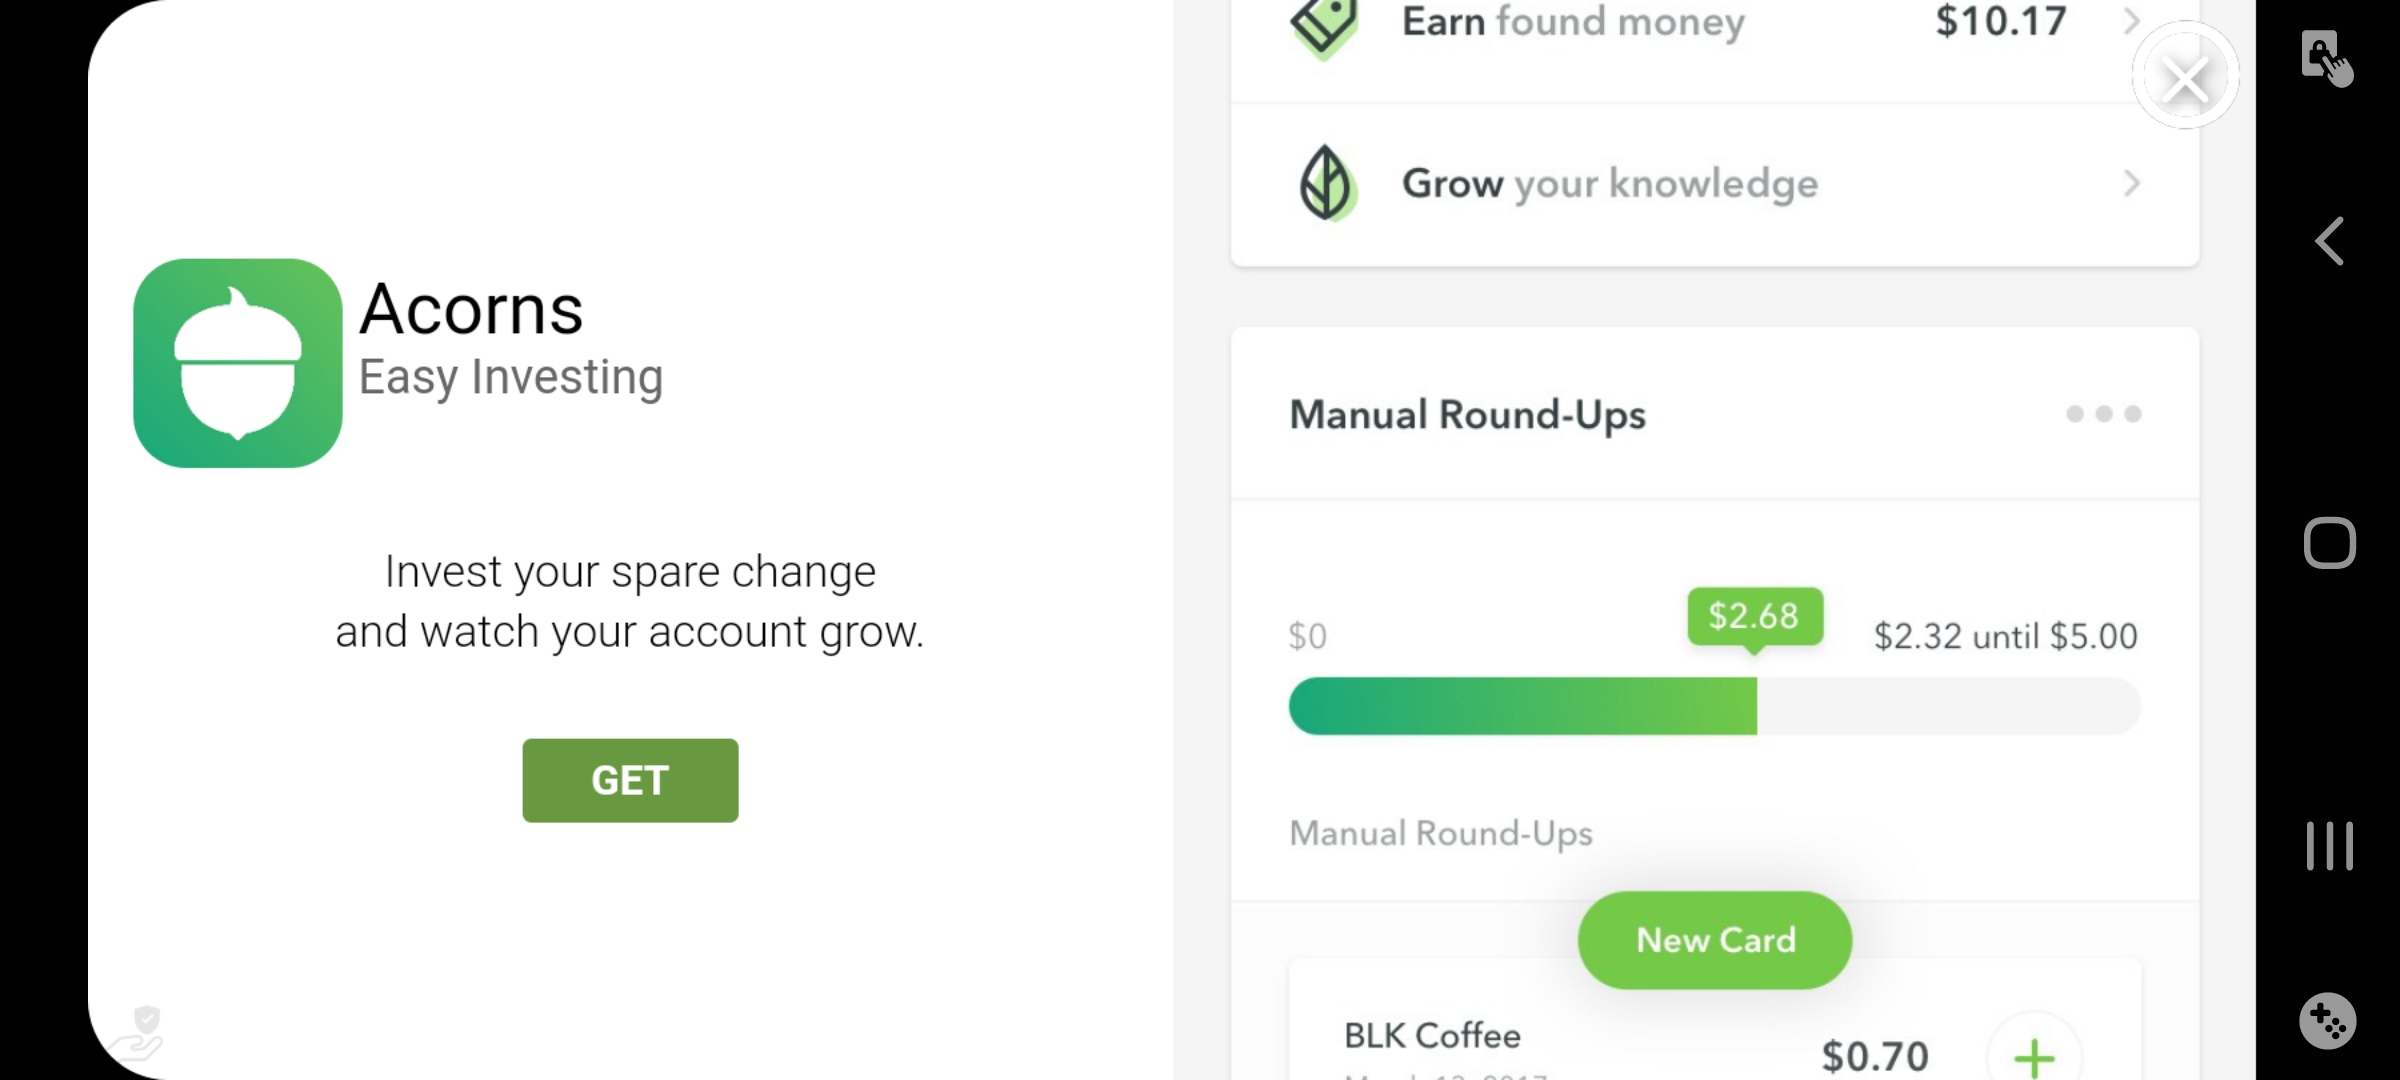 Acorns
Easy Investing
Invest your spare change
and watch your account grow.
GET
Earn found money $10.17
Grow your knowledge
Manual Round-Ups
$0 $2.68 $2.32 until $5.00
Manual Round-Ups
New Card
BLK Coffee $0.70